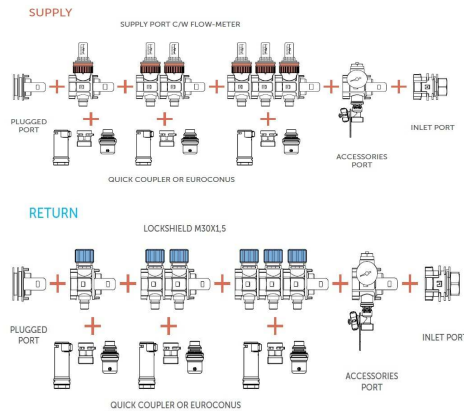 SUPPLY
SUPPLY PORT C/W FLOW-METER
PLUGGED
PORT
INLET PORT
ACCESSORIES
PORT
QUICK COUPLER OR EUROCONUS
RETURN
LOCKSHIELD M30X1,5
PLUGGED
PORT
INLET PORT
ACCESSORIES
PORT
QUICK COUPLER OR EUROCONUS